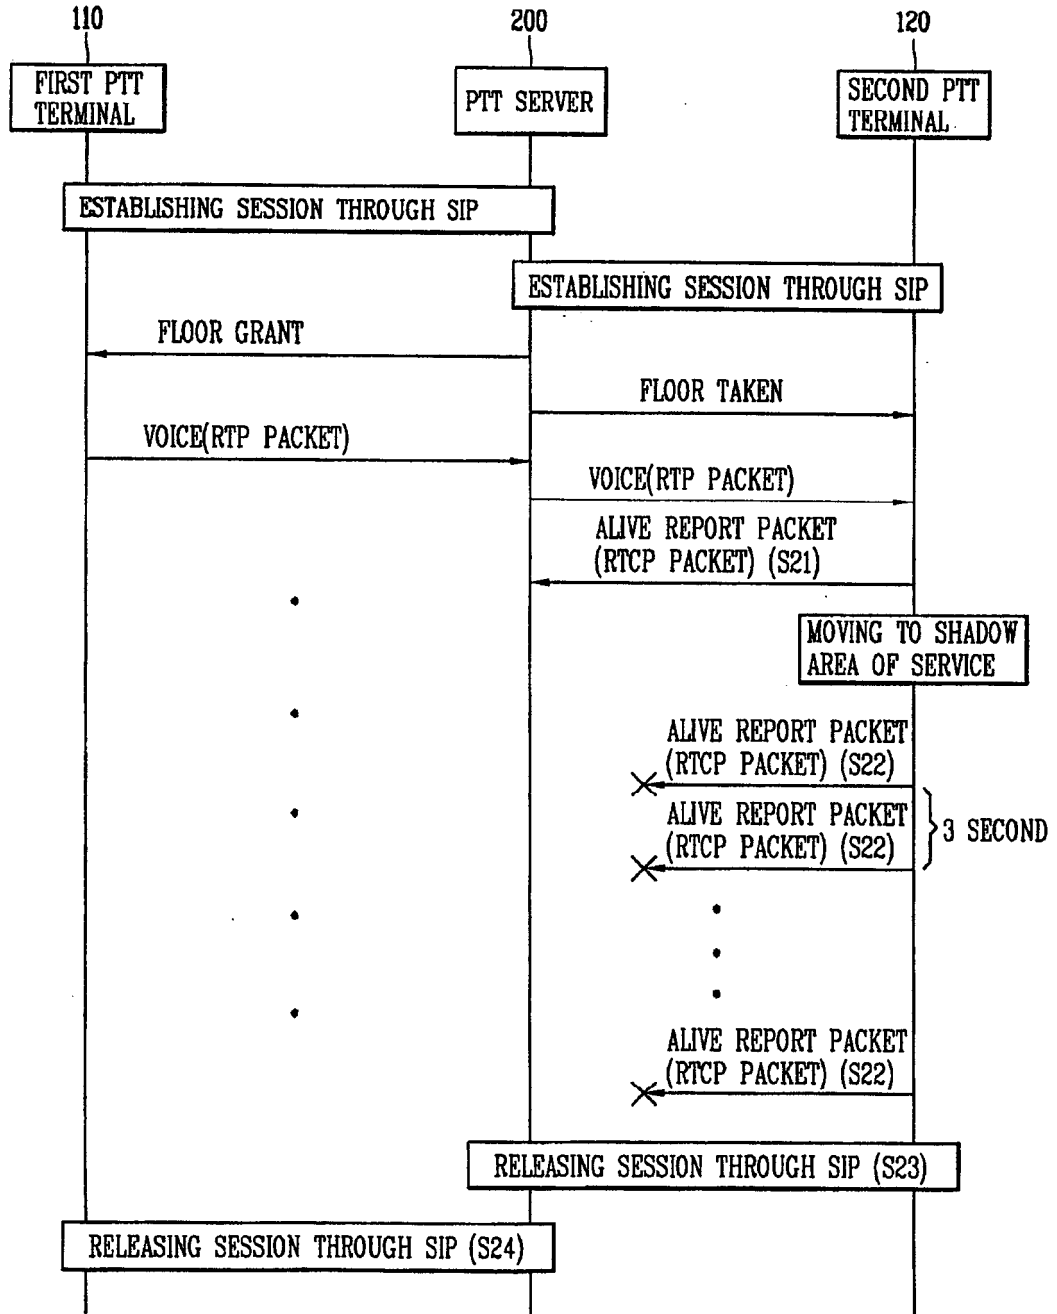 110
200
120
FIRST PTT
TERMINAL
PTT SERVER
SECOND PTT
TERMINAL
ESTABLISHING SESSION THROUGH SIP
ESTABLISHING SESSION THROUGH SIP
FLOOR GRANT
FLOOR TAKEN
VOICE(RTP PACKET)
VOICE(RTP PACKET)
ALIVE REPORT PACKET
(RTCP PACKET) (S21)
MOVING TO SHADOW
AREA OF SERVICE
ALIVE REPORT PACKET
(RTCP PACKET) (S22)
ALIVE REPORT PACKET
(RTCP PACKET) (S22)
3 SECOND
ALIVE REPORT PACKET
(RTCP PACKET) (S22)
RELEASING SESSION THROUGH SIP (S23)
RELEASING SESSION THROUGH SIP (S24)